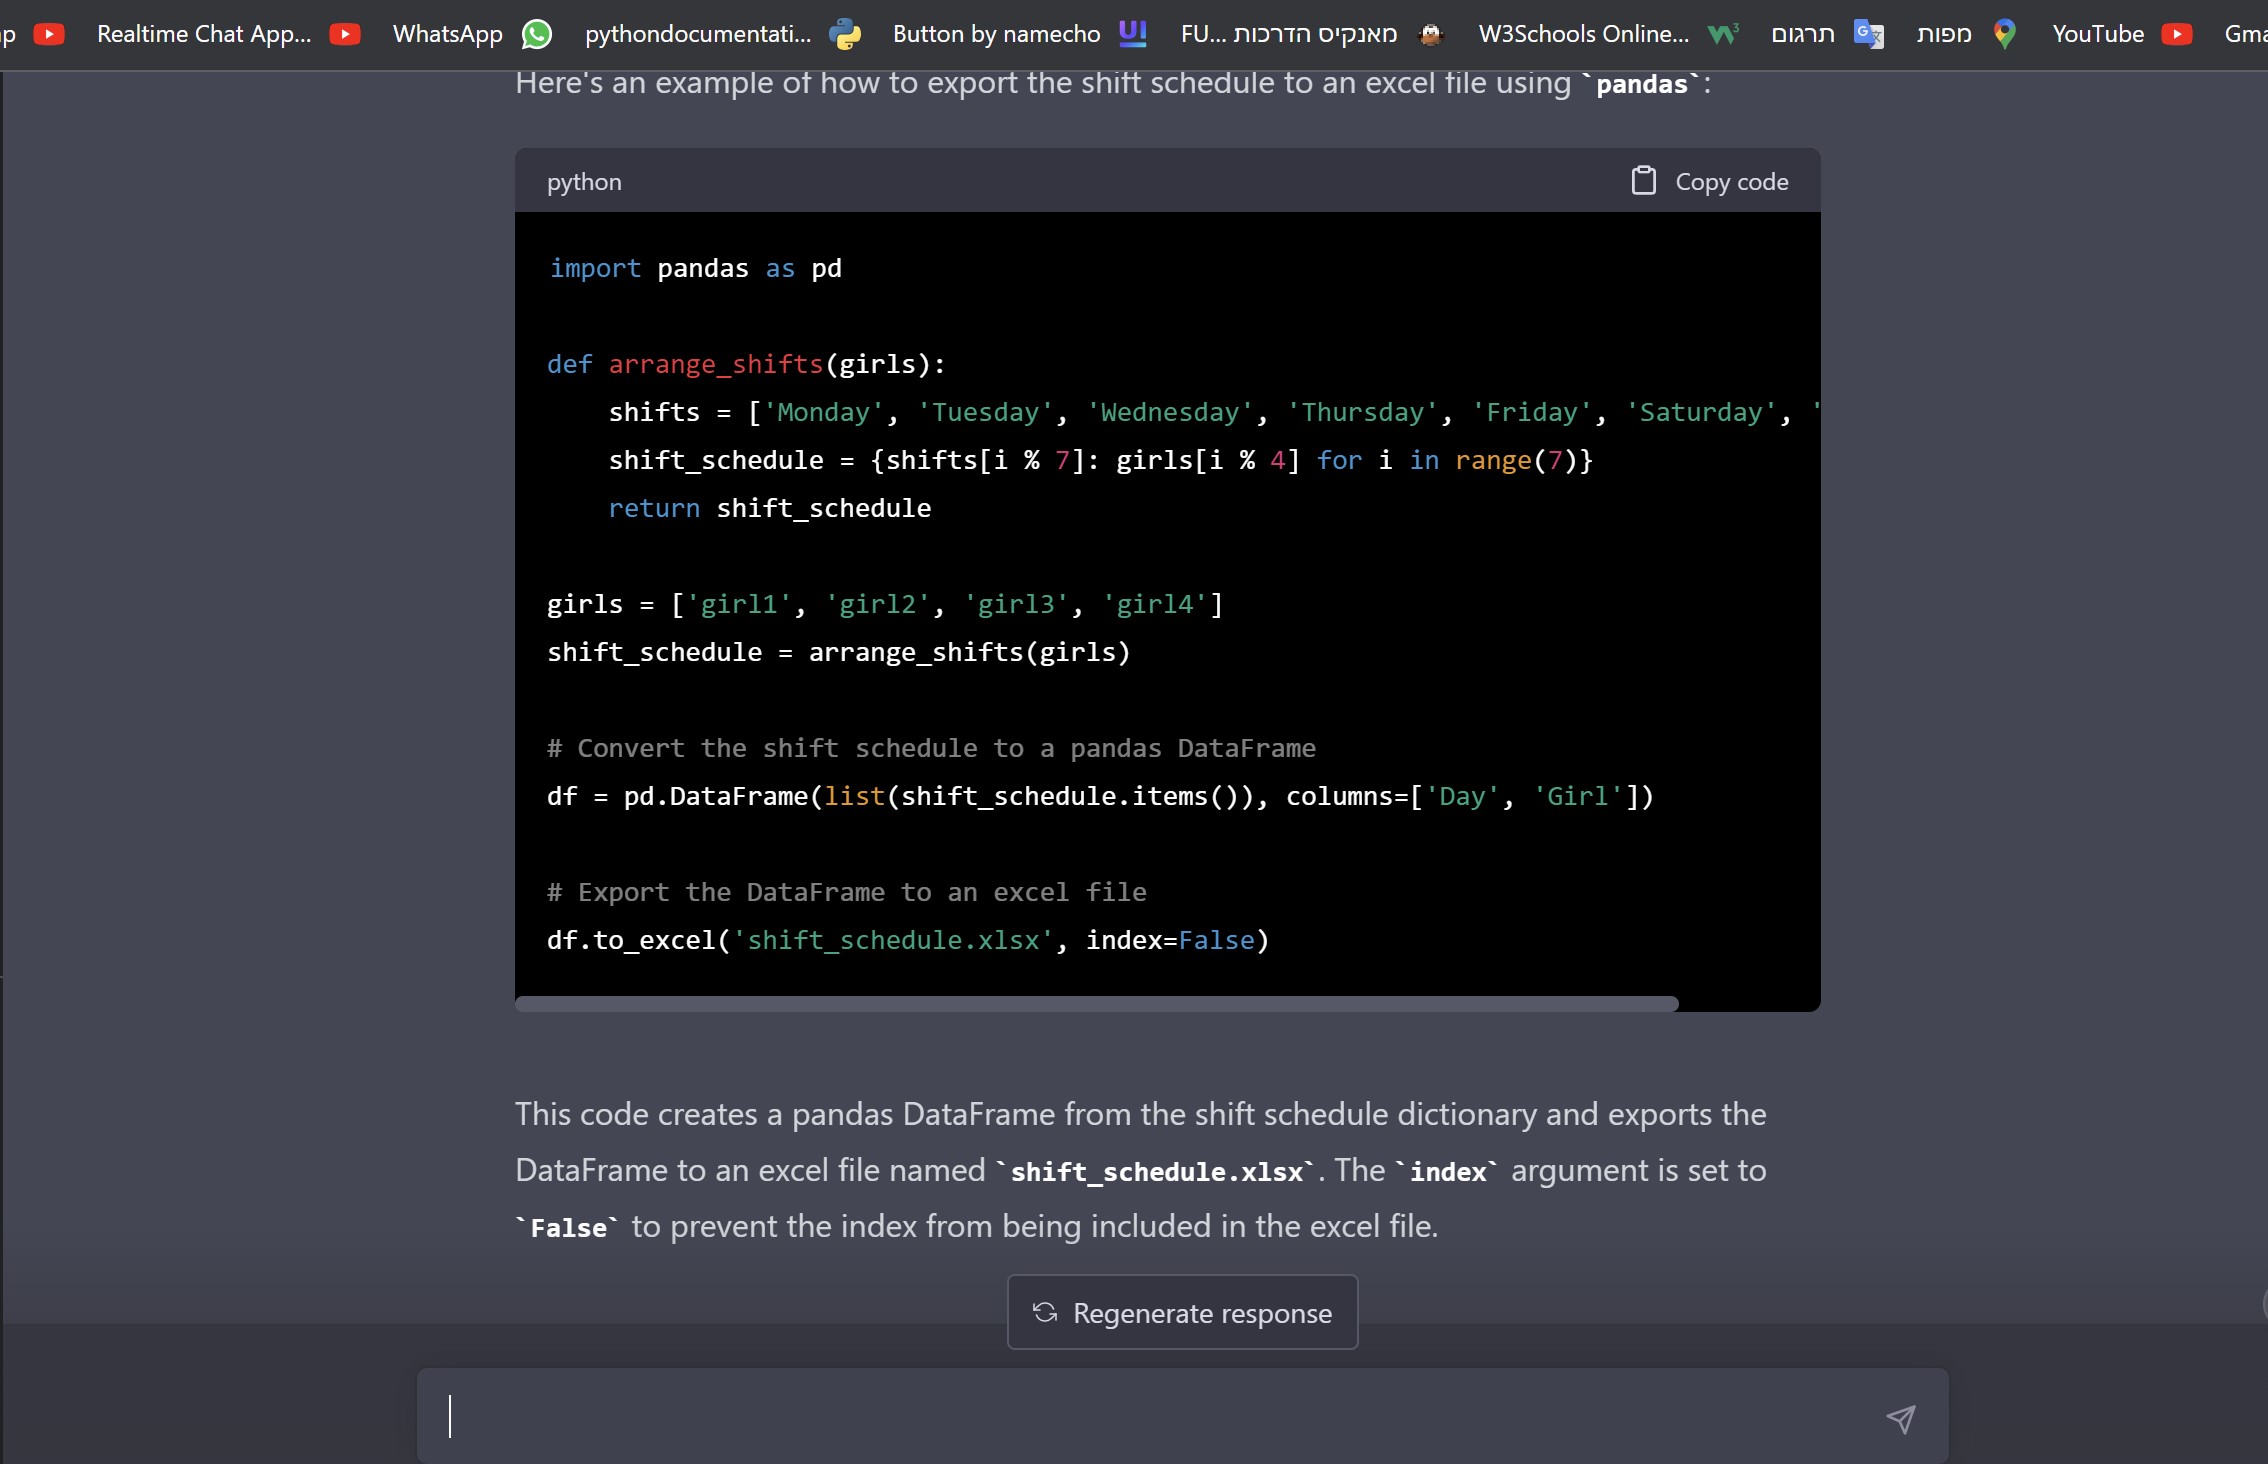 p Realtime Chat App... WhatsApp pythondocumentati... Button by namecho FU... מאנקיס הדרכות W3Schools Online... תרגום מפות YouTube Gma
Here's an example of how to export the shift schedule to an excel file using `pandas`:
python Copy code
import pandas as pd
def arrange_shifts(girls):
    shifts = ['Monday', 'Tuesday', 'Wednesday', 'Thursday', 'Friday', 'Saturday', '
    shift_schedule = {shifts[i % 7]: girls[i % 4] for i in range(7)}
    return shift_schedule
girls = ['girl1', 'girl2', 'girl3', 'girl4']
shift_schedule = arrange_shifts(girls)
# Convert the shift schedule to a pandas DataFrame
df = pd.DataFrame(list(shift_schedule.items()), columns=['Day', 'Girl'])
# Export the DataFrame to an excel file
df.to_excel('shift_schedule.xlsx', index=False)
This code creates a pandas DataFrame from the shift schedule dictionary and exports the
DataFrame to an excel file named `shift_schedule.xlsx`. The `index` argument is set to
`False` to prevent the index from being included in the excel file.
Regenerate response